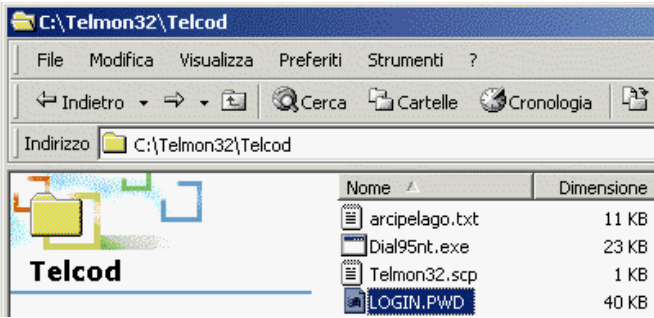 C:\Telmon32\Telcod
File Modifica Visualizza Preferiti Strumenti ?
Indietro Cerca Cartelle Cronologia
Indirizzo C:\Telmon32\Telcod
Nome Dimensione
arcipelago.txt 11 KB
Dial95nt.exe 23 KB
Telcod
Telmon32.scp 1 KB
LOGIN.PWD 40 KB